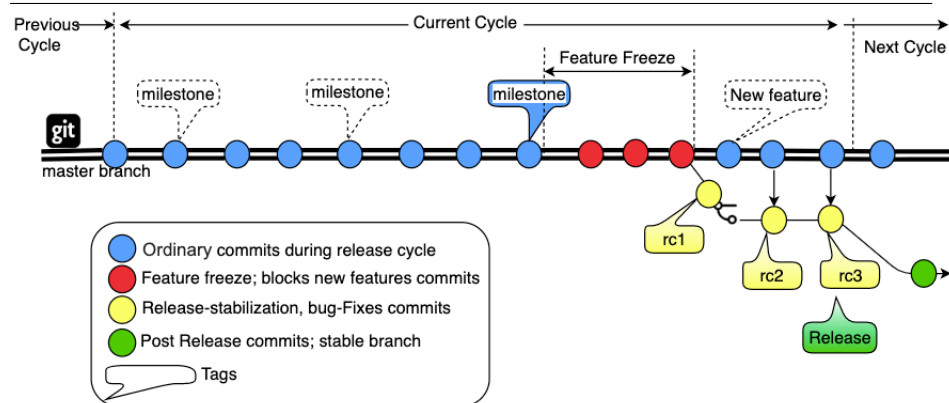 Previous
Cycle
Current Cycle
Next Cycle
Feature Freeze
milestone
milestone
milestone
New feature
git
master branch
rc1
rc2
rc3
Release
Ordinary commits during release cycle
Feature freeze; blocks new features commits
Release-stabilization, bug-Fixes commits
Post Release commits; stable branch
Tags